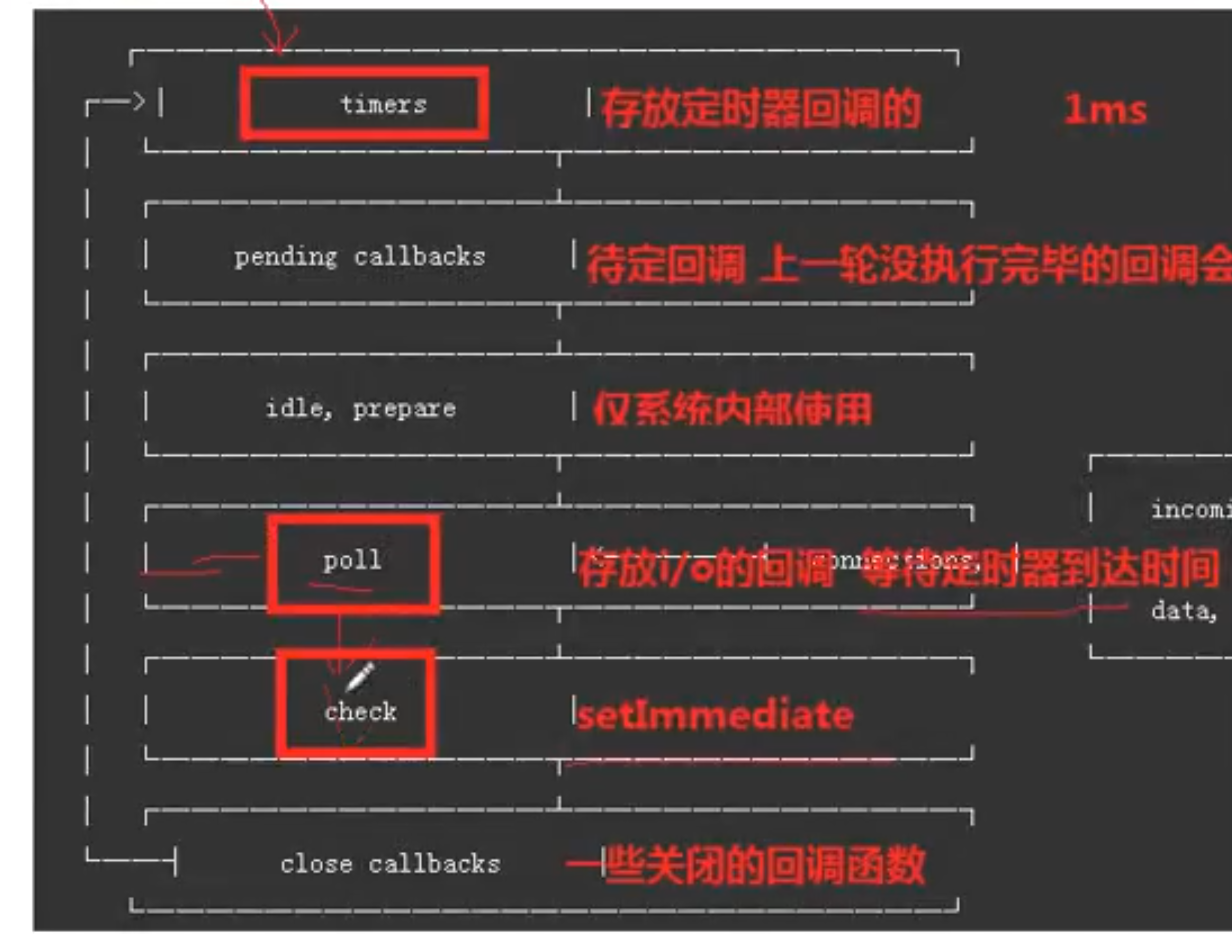 timers 存放定时器回调的 1ms
pending callbacks 待定回调 上一轮没执行完毕的回调会
idle, prepare 仅系统内部使用
incomi
poll 存放i/o的回调 等待定时器到达时间
connections,
data,
check setImmediate
close callbacks 一些关闭的回调函数